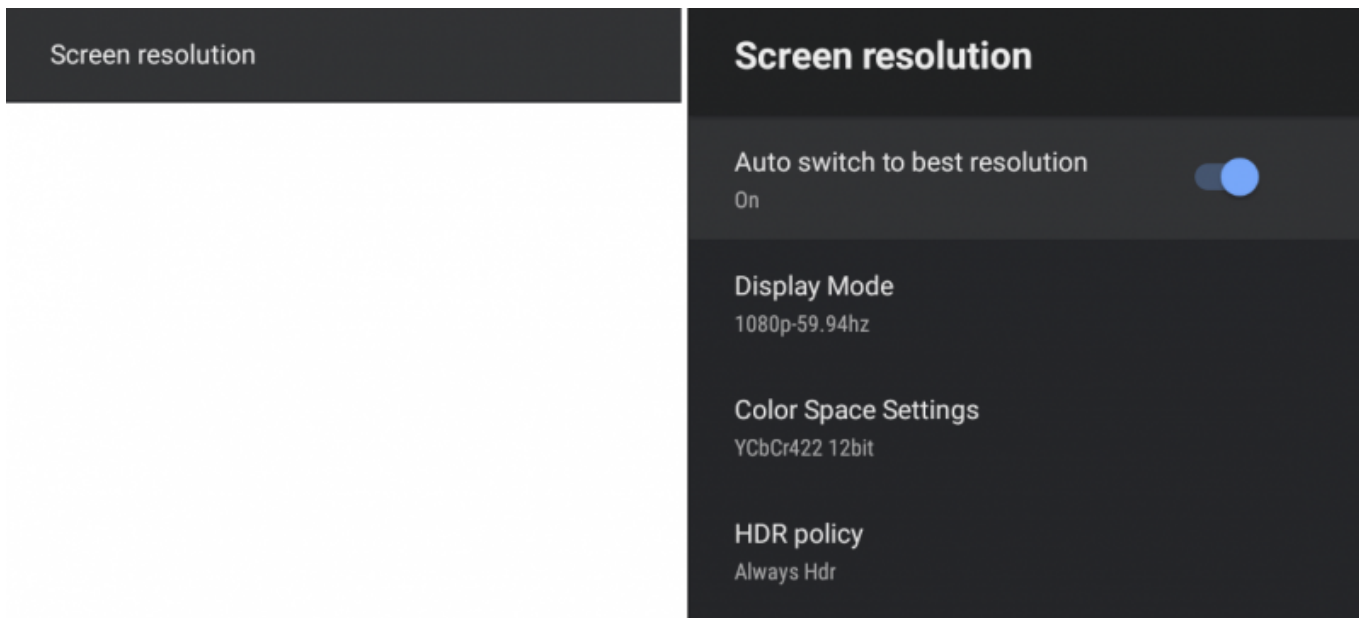 Screen resolution
Screen resolution
Auto switch to best resolution
On
Display Mode
1080p-59.94hz
Color Space Settings
YCbCr422 12bit
HDR policy
Always Hdr